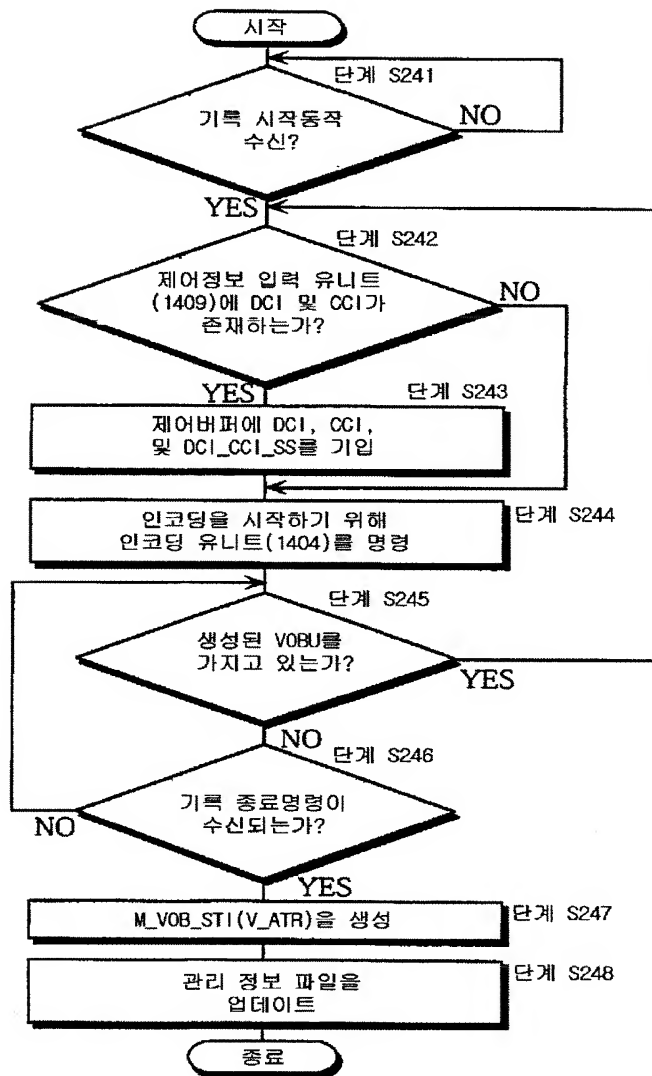 시작
단계 S241
기록 시작동작
수신?
NO
YES
단계 S242
제어정보 입력 유니트
(1409)에 DCI 및 CCI가
존재하는가?
NO
YES
단계 S243
제어버퍼에 DCI, CCI,
및 DCI_CCI_SS를 기입
단계 S244
인코딩을 시작하기 위해
인코딩 유니트(1404)를 명령
단계 S245
생성된 VOBU를
가지고 있는가?
YES
NO
단계 S246
기록 종료명령이
수신되는가?
NO
YES
M_VOB_STI(V_ATR)을 생성
단계 S247
관리 정보 파일을
업데이트
단계 S248
종료